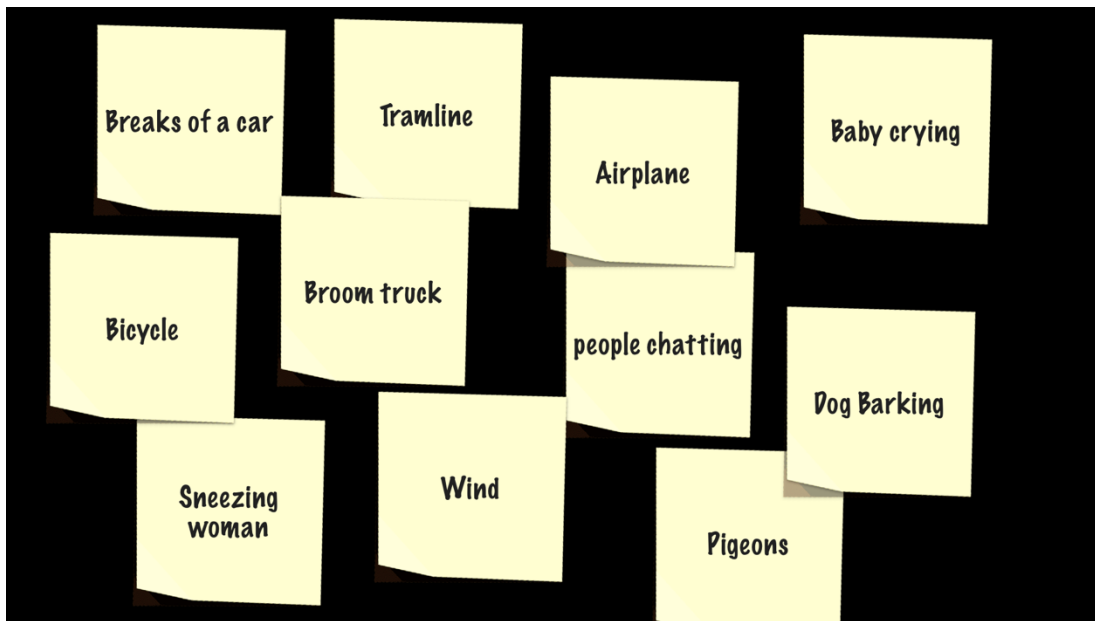 Breaks of a car
Tramline
Airplane
Baby crying
Bicycle
Broom truck
people chatting
Dog Barking
Sneezing
woman
Wind
Pigeons